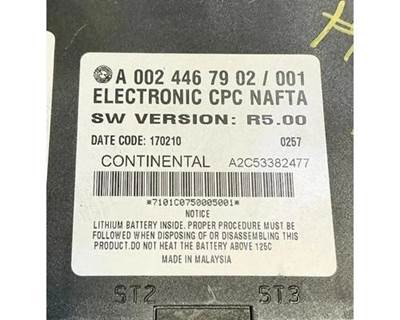 A 002 446 79 02 / 001
ELECTRONIC CPC NAFTA
SW VERSION: R5.00
DATE CODE: 170210 0257
CONTINENTAL A2C53382477
*7101C0750005001*
NOTICE
LITHIUM BATTERY INSIDE. PROPER PROCEDURE MUST BE
FOLLOWED WHEN DISPOSING OF OR DISASSEMBLING THIS
PRODUCT.DO NOT HEAT THE BATTERY ABOVE 125C
MADE IN MALAYSIA
ST2 ST3